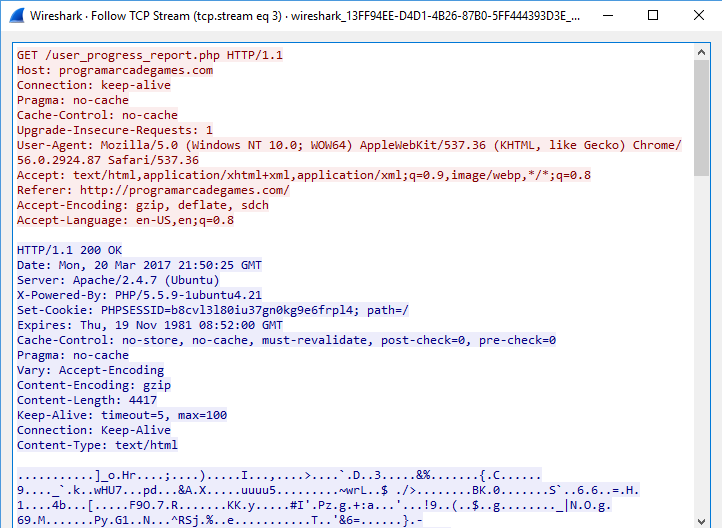 Wireshark · Follow TCP Stream (tcp.stream eq 3) · wireshark_13FF94EE-D4D1-4B26-87B0-5FF444393D3E_...
GET /user_progress_report.php HTTP/1.1
Host: programarcadegames.com
Connection: keep-alive
Pragma: no-cache
Cache-Control: no-cache
Upgrade-Insecure-Requests: 1
User-Agent: Mozilla/5.0 (Windows NT 10.0; WOW64) AppleWebKit/537.36 (KHTML, like Gecko) Chrome/
56.0.2924.87 Safari/537.36
Accept: text/html,application/xhtml+xml,application/xml;q=0.9,image/webp,*/*;q=0.8
Referer: http://programarcadegames.com/
Accept-Encoding: gzip, deflate, sdch
Accept-Language: en-US,en;q=0.8
HTTP/1.1 200 OK
Date: Mon, 20 Mar 2017 21:50:25 GMT
Server: Apache/2.4.7 (Ubuntu)
X-Powered-By: PHP/5.5.9-1ubuntu4.21
Set-Cookie: PHPSESSID=b8cvl3l80iu37gn0kg9e6frpl4; path=/
Expires: Thu, 19 Nov 1981 08:52:00 GMT
Cache-Control: no-store, no-cache, must-revalidate, post-check=0, pre-check=0
Pragma: no-cache
Vary: Accept-Encoding
Content-Encoding: gzip
Content-Length: 4417
Keep-Alive: timeout=5, max=100
Connection: Keep-Alive
Content-Type: text/html
...........]_o.Hr....;....).....I...,....>....`.D..3.....&%.......{.C......
9...._`.k..wHU7...pd...&A.X.....uuuu5.........~wrL..$ ./>........BK.0.......S`..6.6..=.H.
1....4b...[.....F9O.7.R.......KK.y.....#I'.Pz.g.+:a...'...!9..(..$..g........_|N.O.g.
69.M.......Py.G1..N...^RSj.%..e...........T..'&6=......}.-